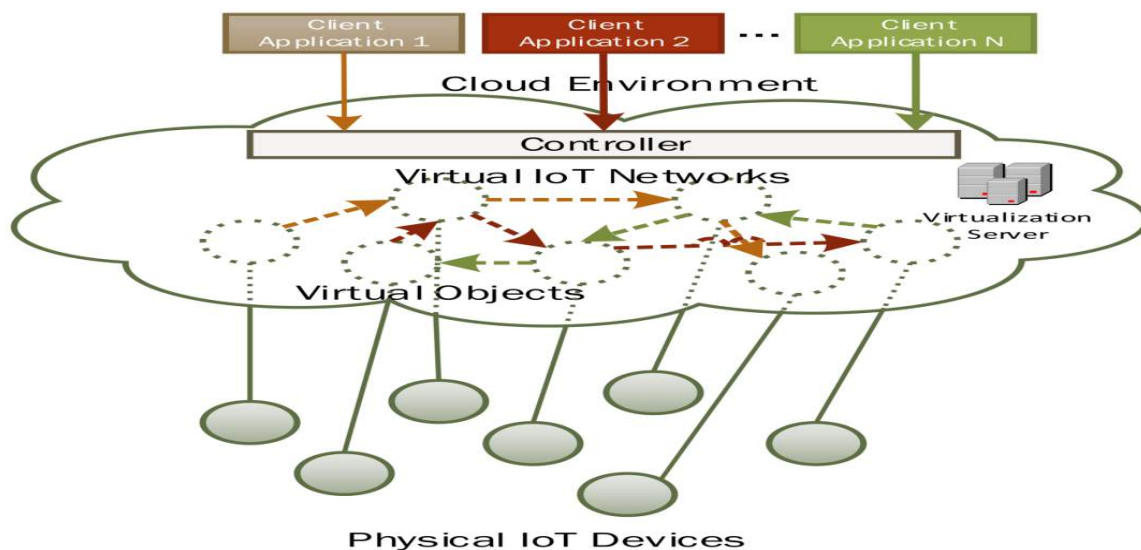 Client
Application 1
Client
Application 2
...
Client
Application N
Cloud Environment
Controller
Virtual IoT Networks
Virtualization
Server
Virtual Objects
Physical IoT Devices